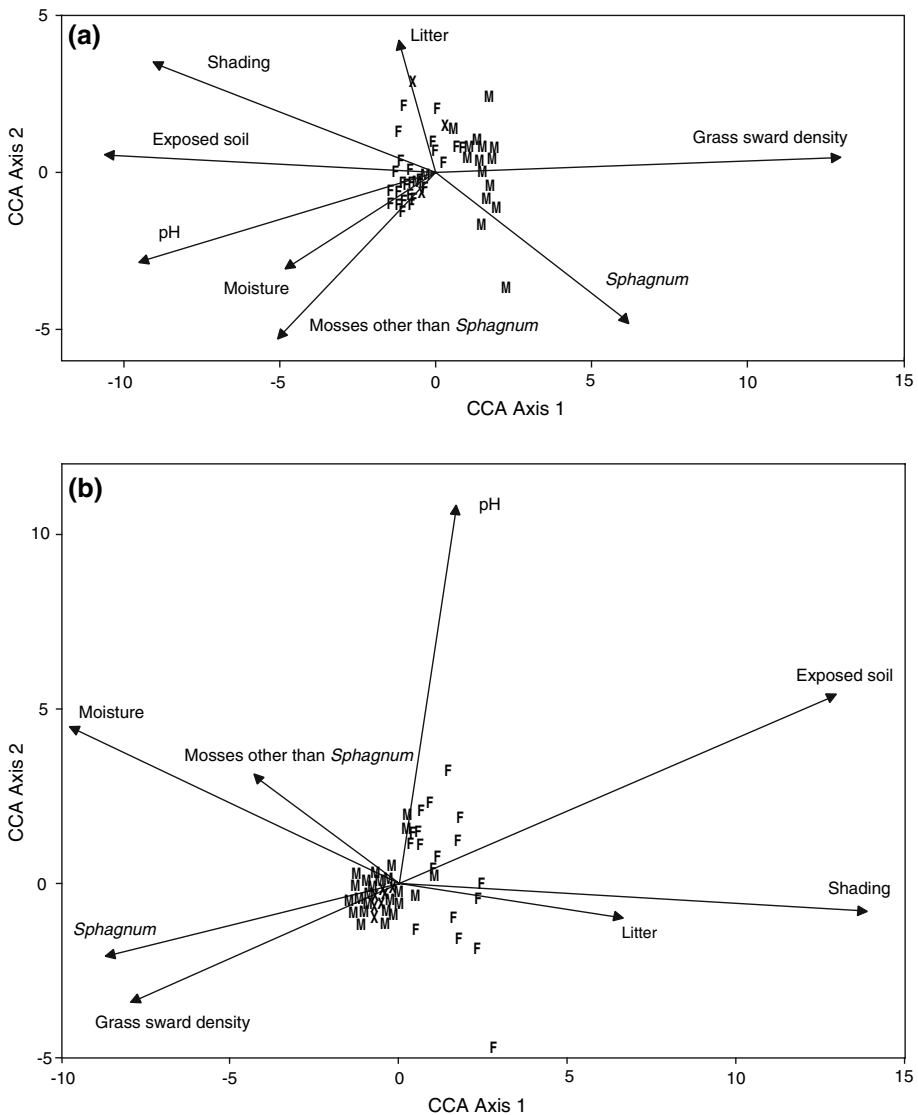 (a)
5
0
-5
CCA Axis 2
Litter
Shading
Exposed soil
Grass sward density
pH
Moisture
Sphagnum
Mosses other than Sphagnum
-10 -5 0 5 10 15
CCA Axis 1
(b)
10
5
0
-5
CCA Axis 2
pH
Exposed soil
Moisture
Mosses other than Sphagnum
Shading
Litter
Sphagnum
Grass sward density
-10 -5 0 5 10 15
CCA Axis 1